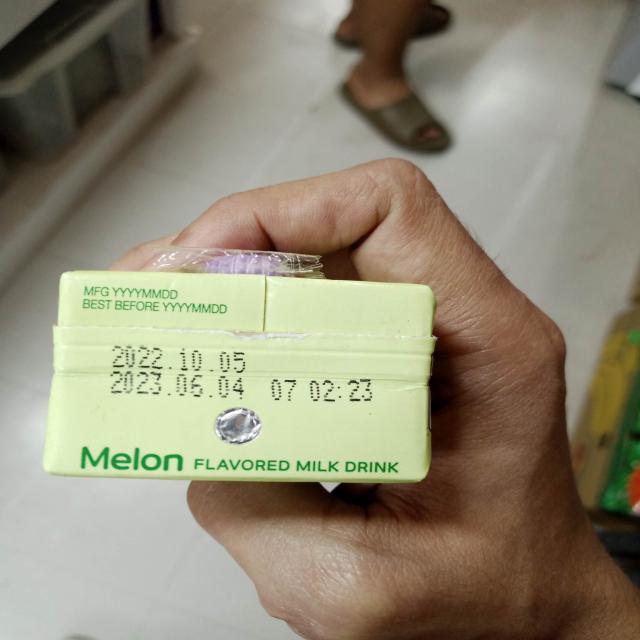 MFG YYYYMMDD
BEST BEFORE YYYYMMDD
2022.10.05
2023.06.04 07 02:23
Melon FLAVORED MILK DRINK